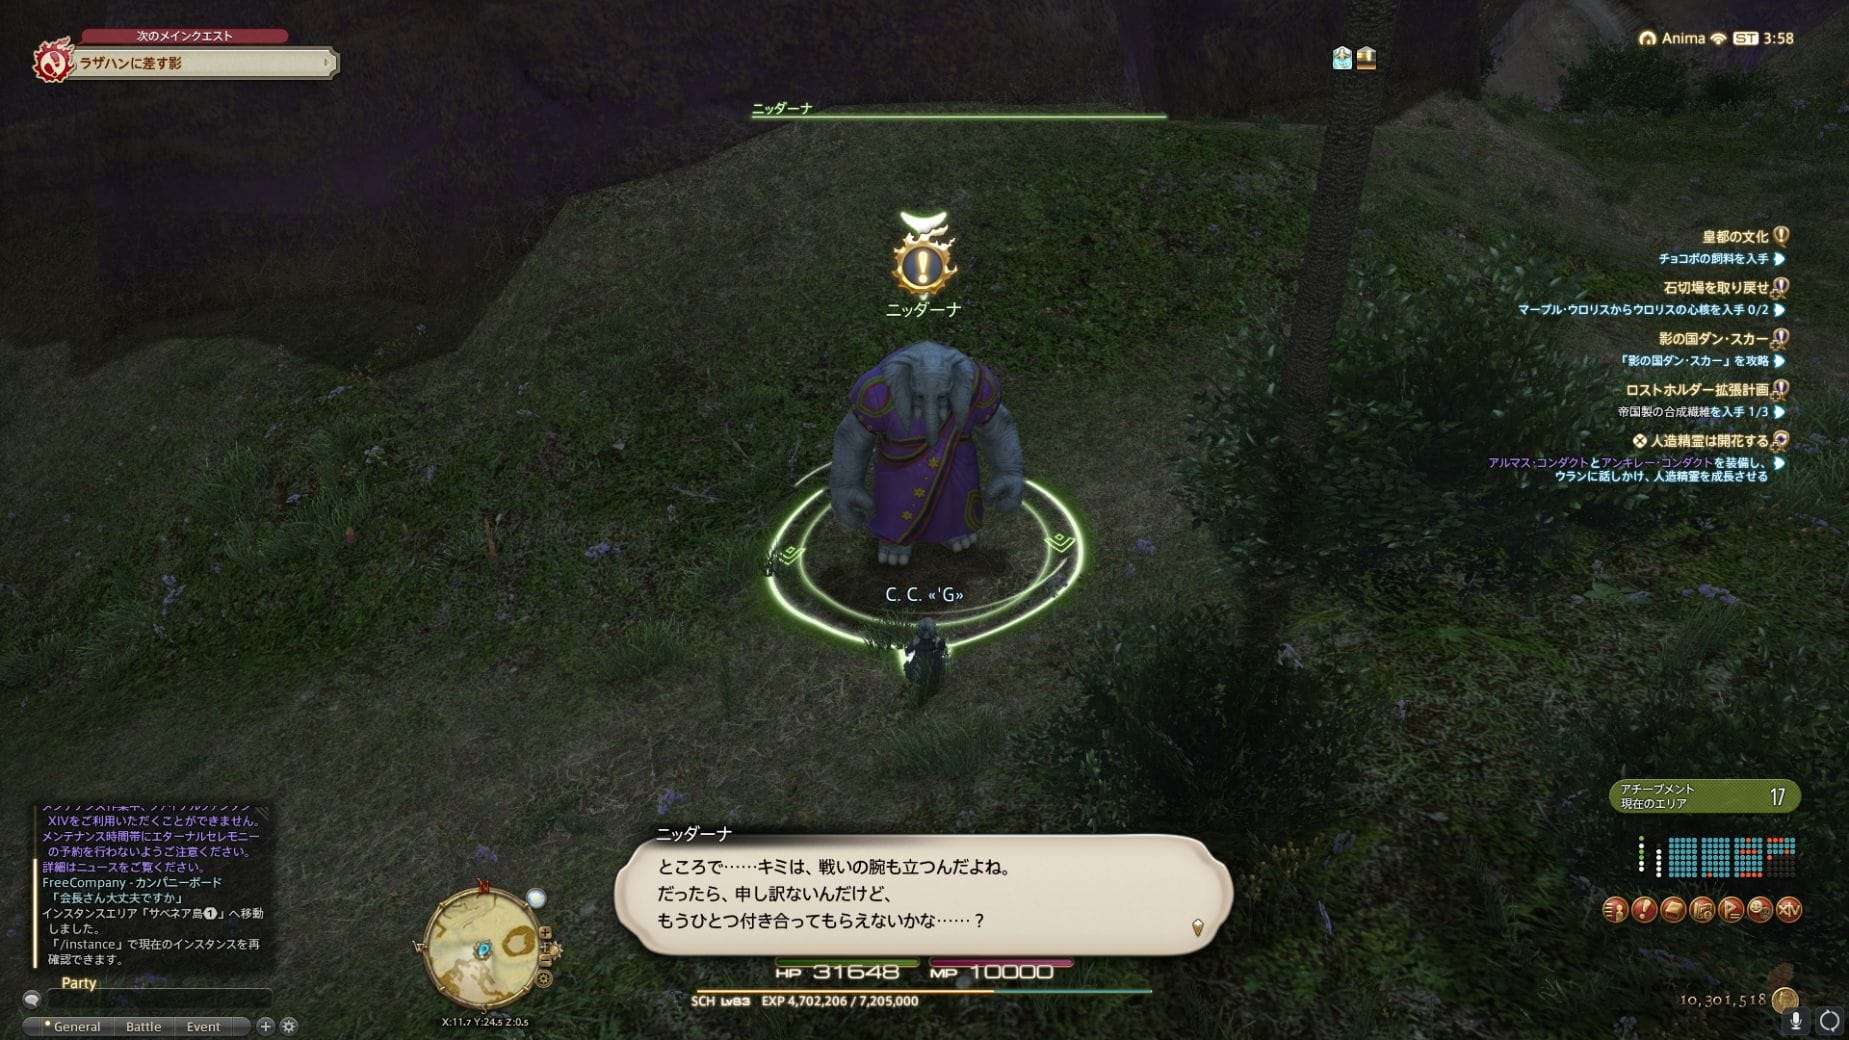 次のメインクエスト
ラザハンに差す影
Anima ST 3:58
ニッダーナ
ニッダーナ
皇都の文化
チョコボの飼料を入手
石切場を取り戻せ
マーブル・ウロリスからウロリスの心核を入手 0/2
影の国ダン・スカー
「影の国ダン・スカー」を攻略
ロストホルダー拡張計画
帝国製の合成繊維を入手 1/3
人造精霊は開花する
アルマス・コンダクトとアンキレー・コンダクトを装備し、
ウランに話しかけ、人造精霊を成長させる
C. C. «'G»
アチーブメント
現在のエリア
17
XIVをご利用いただくことができません。
メンテナンス時間帯にエターナルセレモニー
の予約を行わないようご注意ください。
詳細はニュースをご覧ください。
FreeCompany - カンパニーボード
「会長さん大丈夫ですか」
インスタンスエリア「サベネア島1」へ移動
しました。
「/instance」で現在のインスタンスを再
確認できます。
Party
General Battle Event
N
W
X:11.7 Y:24.5 Z:0.5
ニッダーナ
ところで……キミは、戦いの腕も立つんだよね。
だったら、申し訳ないんだけど、
もうひとつ付き合ってもらえないかな……？
HP 31648 MP 10000
SCH Lv83 EXP 4,702,206 / 7,205,000
XIV
10,301,518